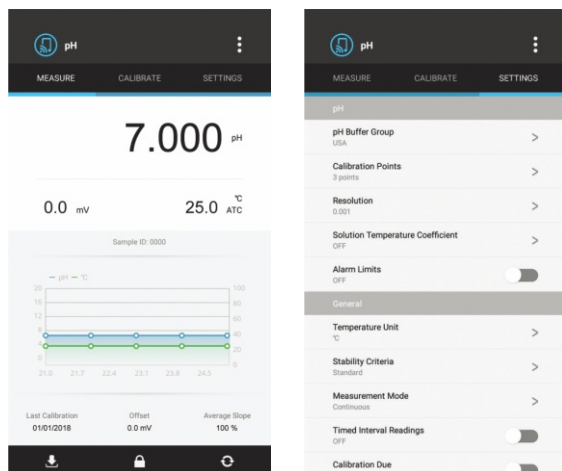 pH
MEASURE CALIBRATE SETTINGS
7.000 pH
0.0 mV 25.0 °C ATC
Sample ID: 0000
pH °C
20 100
16 80
12 60
8 40
4 20
0 0
21.0 21.7 22.4 23.1 23.8 24.5
Last Calibration Offset Average Slope
01/01/2018 0.0 mV 100 %
pH
MEASURE CALIBRATE SETTINGS
pH
pH Buffer Group
USA
Calibration Points
3 points
Resolution
0.001
Solution Temperature Coefficient
OFF
Alarm Limits
OFF
General
Temperature Unit
°C
Stability Criteria
Standard
Measurement Mode
Continuous
Timed Interval Readings
OFF
Calibration Due